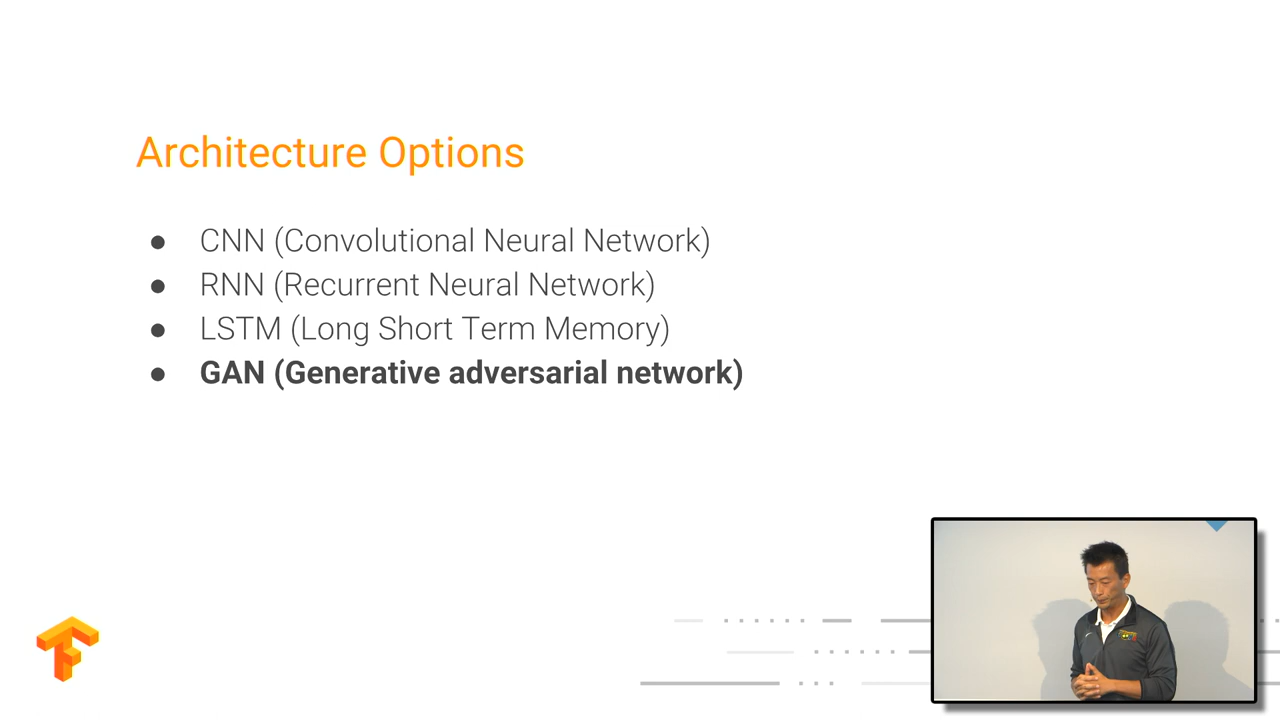 Architecture Options
● CNN (Convolutional Neural Network)
● RNN (Recurrent Neural Network)
● LSTM (Long Short Term Memory)
● GAN (Generative adversarial network)